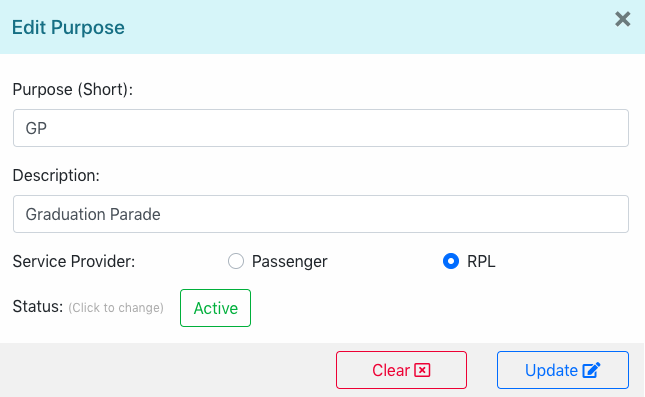 Edit Purpose
Purpose (Short):
GP
Description:
Graduation Parade
Service Provider: Passenger RPL
Status: (Click to change) Active
Clear Update